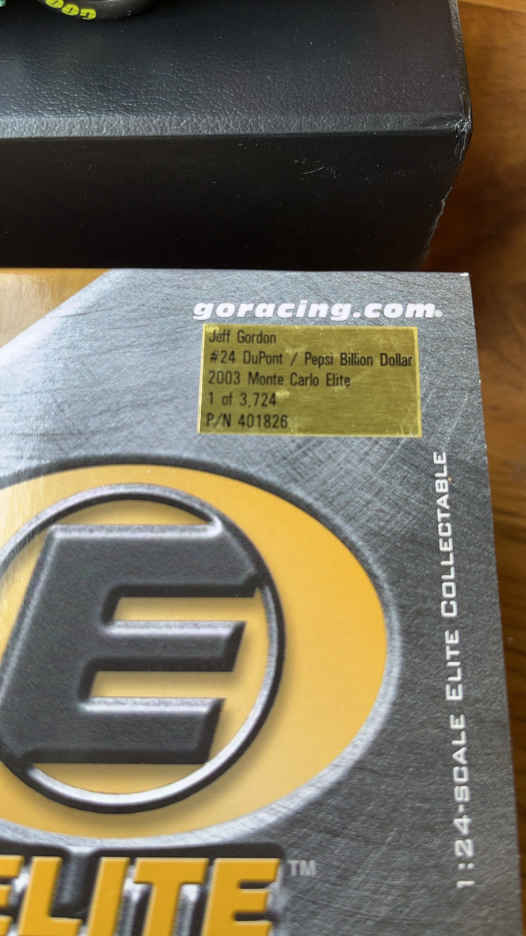 goracing.com
Jeff Gordon
#24 DuPont / Pepsi Billion Dollar
2003 Monte Carlo Elite
1 of 3,724
P/N 401826
1:24-SCALE ELITE COLLECTABLE
E
ELITE™